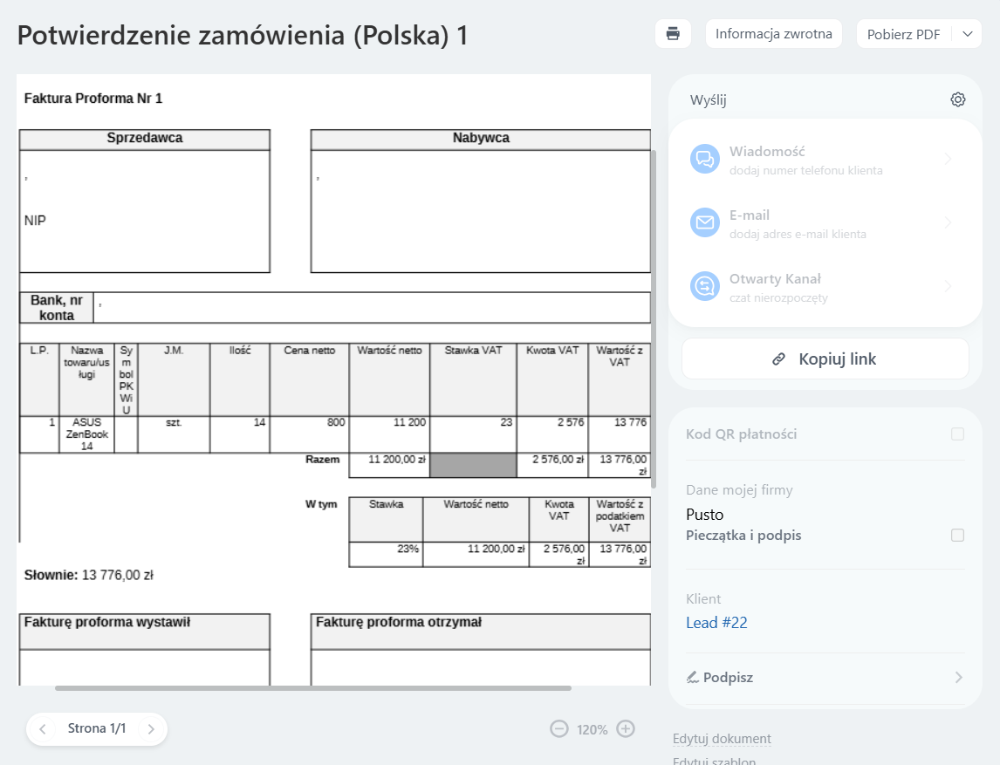 Potwierdzenie zamówienia (Polska) 1
Informacja zwrotna
Pobierz PDF
Faktura Proforma Nr 1
Sprzedawca
,
NIP
Nabywca
,
Bank, nr
konta
,
L.P.
Nazwa
towaru/us
ługi
Sy
m
bol
PK
Wi
U
J.M.
Ilość
Cena netto
Wartość netto
Stawka VAT
Kwota VAT
Wartość z
VAT
1
ASUS
ZenBook
14
szt.
14
800
11 200
23
2 576
13 776
Razem
11 200,00 zł
2 576,00 zł
13 776,00
zł
W tym
Stawka
Wartość netto
Kwota
VAT
Wartość z
podatkiem
VAT
23%
11 200,00 zł
2 576,00
zł
13 776,00
zł
Słownie: 13 776,00 zł
Fakturę proforma wystawił
Fakturę proforma otrzymał
Strona 1/1
120%
Wyślij
Wiadomość
dodaj numer telefonu klienta
E-mail
dodaj adres e-mail klienta
Otwarty Kanał
czat nierozpoczęty
Kopiuj link
Kod QR płatności
Dane mojej firmy
Pusto
Pieczątka i podpis
Klient
Lead #22
Podpisz
Edytuj dokument
Edytuj szablon